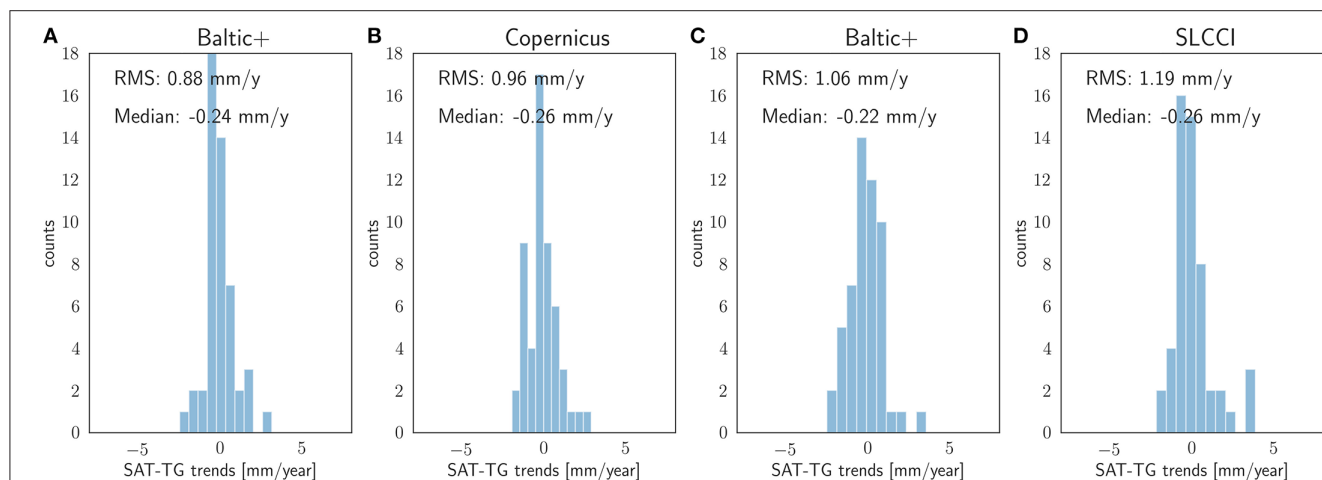 A Baltic+
RMS: 0.88 mm/y
Median: -0.24 mm/y
counts
18
16
14
12
10
8
6
4
2
0
−5 0 5
SAT-TG trends [mm/year]
B Copernicus
RMS: 0.96 mm/y
Median: -0.26 mm/y
counts
18
16
14
12
10
8
6
4
2
0
−5 0 5
SAT-TG trends [mm/year]
C Baltic+
RMS: 1.06 mm/y
Median: -0.22 mm/y
counts
18
16
14
12
10
8
6
4
2
0
−5 0 5
SAT-TG trends [mm/year]
D SLCCI
RMS: 1.19 mm/y
Median: -0.26 mm/y
counts
18
16
14
12
10
8
6
4
2
0
−5 0 5
SAT-TG trends [mm/year]